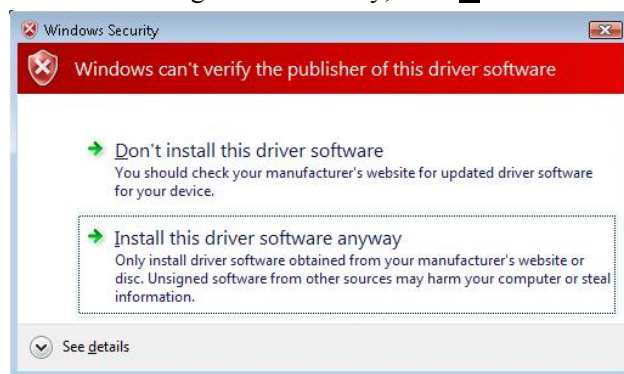 Windows Security
Windows can't verify the publisher of this driver software
Don't install this driver software
You should check your manufacturer's website for updated driver software
for your device.
Install this driver software anyway
Only install driver software obtained from your manufacturer's website or
disc. Unsigned software from other sources may harm your computer or steal
information.
See details